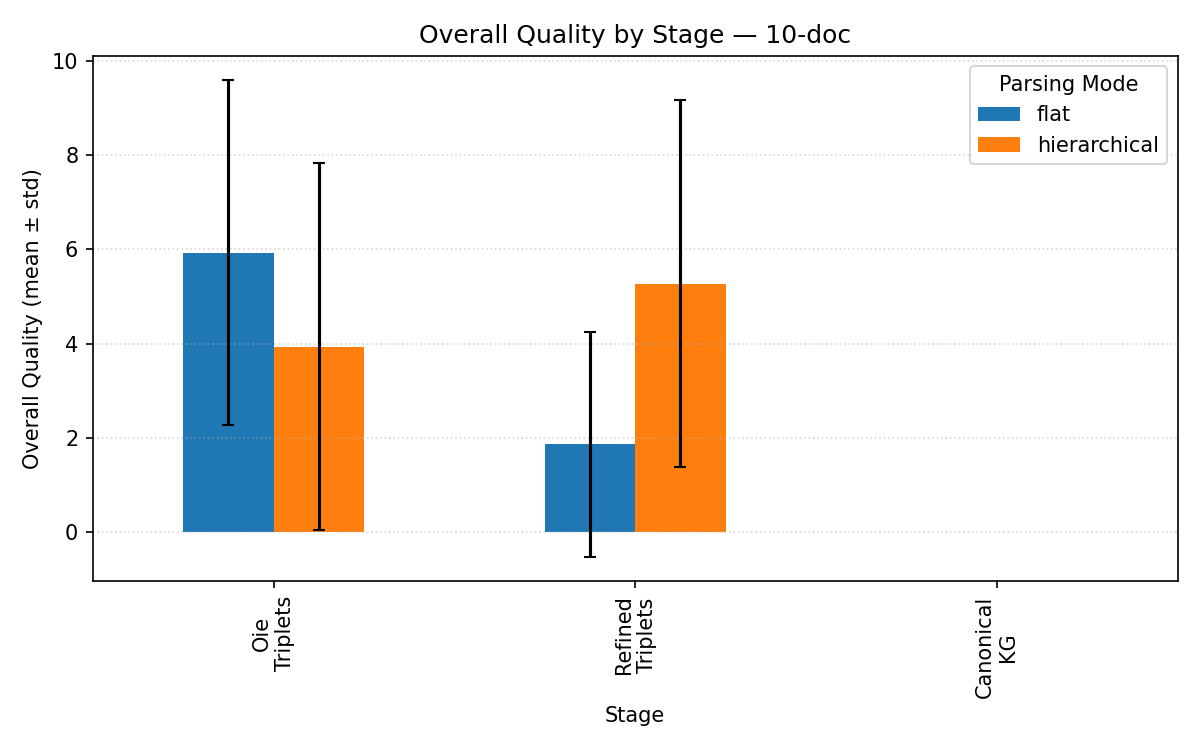 Overall Quality by Stage — 10-doc
Overall Quality (mean ± std)
10
8
6
4
2
0
Parsing Mode
flat
hierarchical
Oie
Triplets
Refined
Triplets
Canonical
KG
Stage